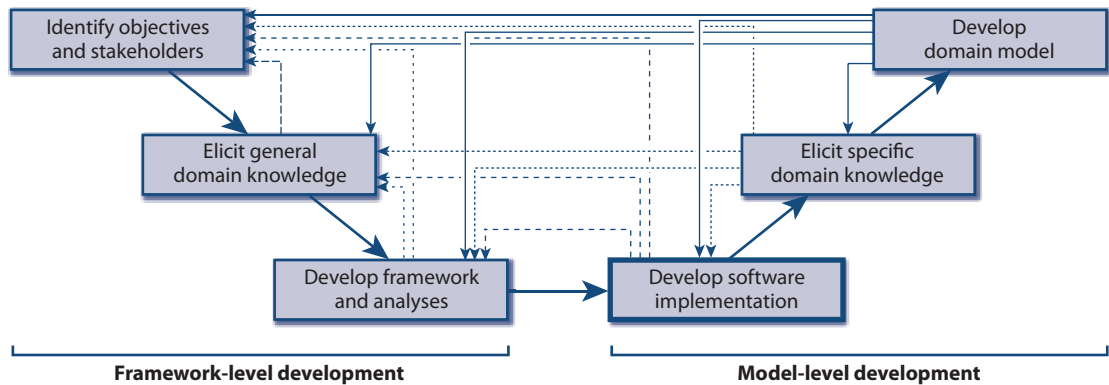 Identify objectives
and stakeholders
Develop
domain model
Elicit general
domain knowledge
Elicit specific
domain knowledge
Develop framework
and analyses
Develop software
implementation
Framework-level development
Model-level development